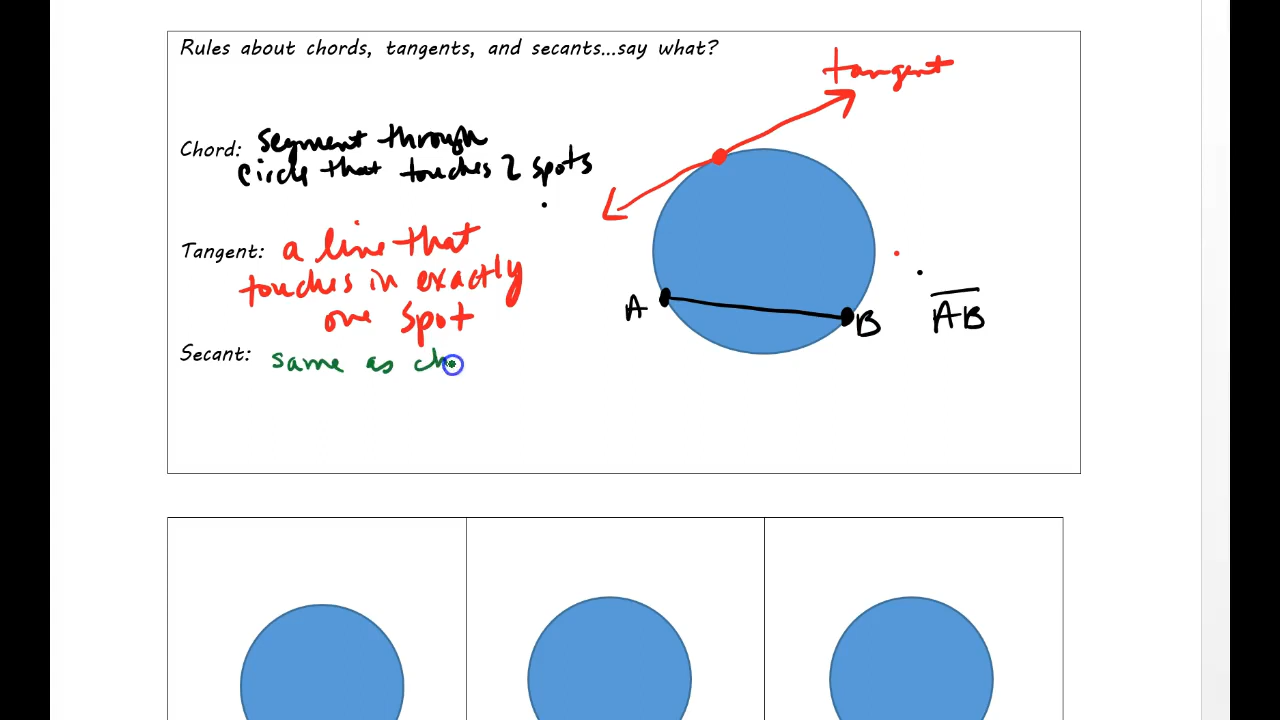 Rules about chords, tangents, and secants...say what?
tangent
Chord: segment through
circle that touches 2 spots
Tangent: a line that
touches in exactly
one spot
A
B
AB
Secant: same as ch